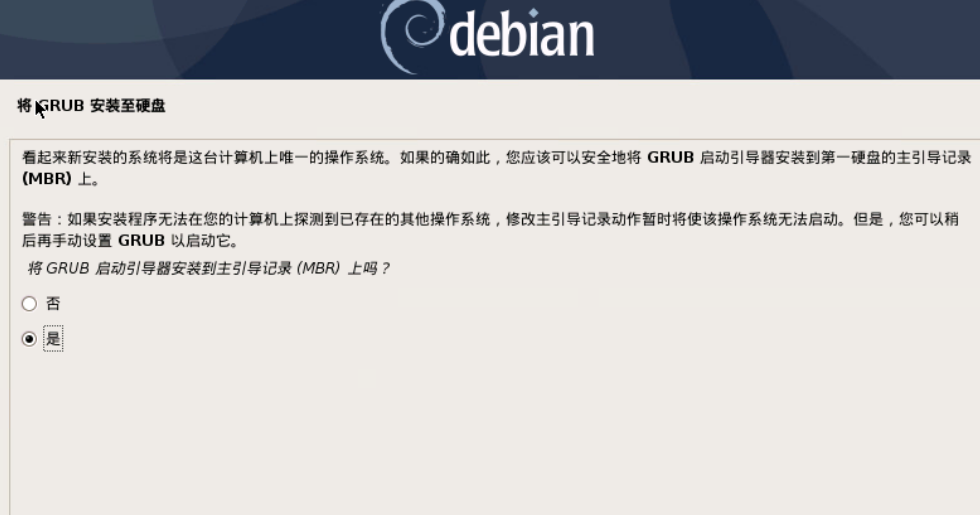 debian
将 GRUB 安装至硬盘
看起来新安装的系统将是这台计算机上唯一的操作系统。如果的确如此，您应该可以安全地将 GRUB 启动引导器安装到第一硬盘的主引导记录
(MBR) 上。
警告：如果安装程序无法在您的计算机上探测到已存在的其他操作系统，修改主引导记录动作暂时将使该操作系统无法启动。但是，您可以稍
后再手动设置 GRUB 以启动它。
将 GRUB 启动引导器安装到主引导记录 (MBR) 上吗？
否
是